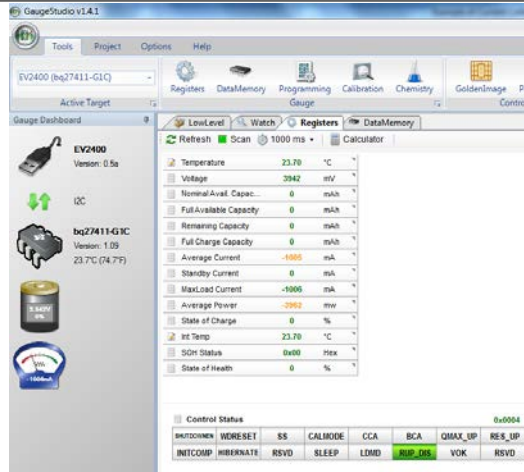 GaugeStudio v1.4.1
Tools Project Options Help
EV2400 (bq27411-G1C)
Active Target
Registers DataMemory Programming Calibration Chemistry
Gauge
GoldenImage
Gauge Dashboard
EV2400
Version: 0.5a
I2C
bq27411-G1C
Version: 1.09
23.7°C (74.7°F)
0%
-1006mA
LowLevel Watch Registers DataMemory
Refresh Scan 1000 ms Calculator
Temperature 23.70 °C
Voltage 3942 mV
Nominal Avail. Capac... 0 mAh
Full Available Capacity 0 mAh
Remaining Capacity 0 mAh
Full Charge Capacity 0 mAh
Average Current -1006 mA
Standby Current 0 mA
MaxLoad Current -1006 mA
Average Power -3962 mw
State of Charge 0 %
Int Temp 23.70 °C
SOH Status 0x00 Hex
State of Health 0 %
Control Status 0x0004
SHUTDOWNEN WDRESET SS CALMODE CCA BCA QMAX_UP RES_UP
INITCOMP HIBERNATE RSVD SLEEP LDMD RUP_DIS VOK RSVD